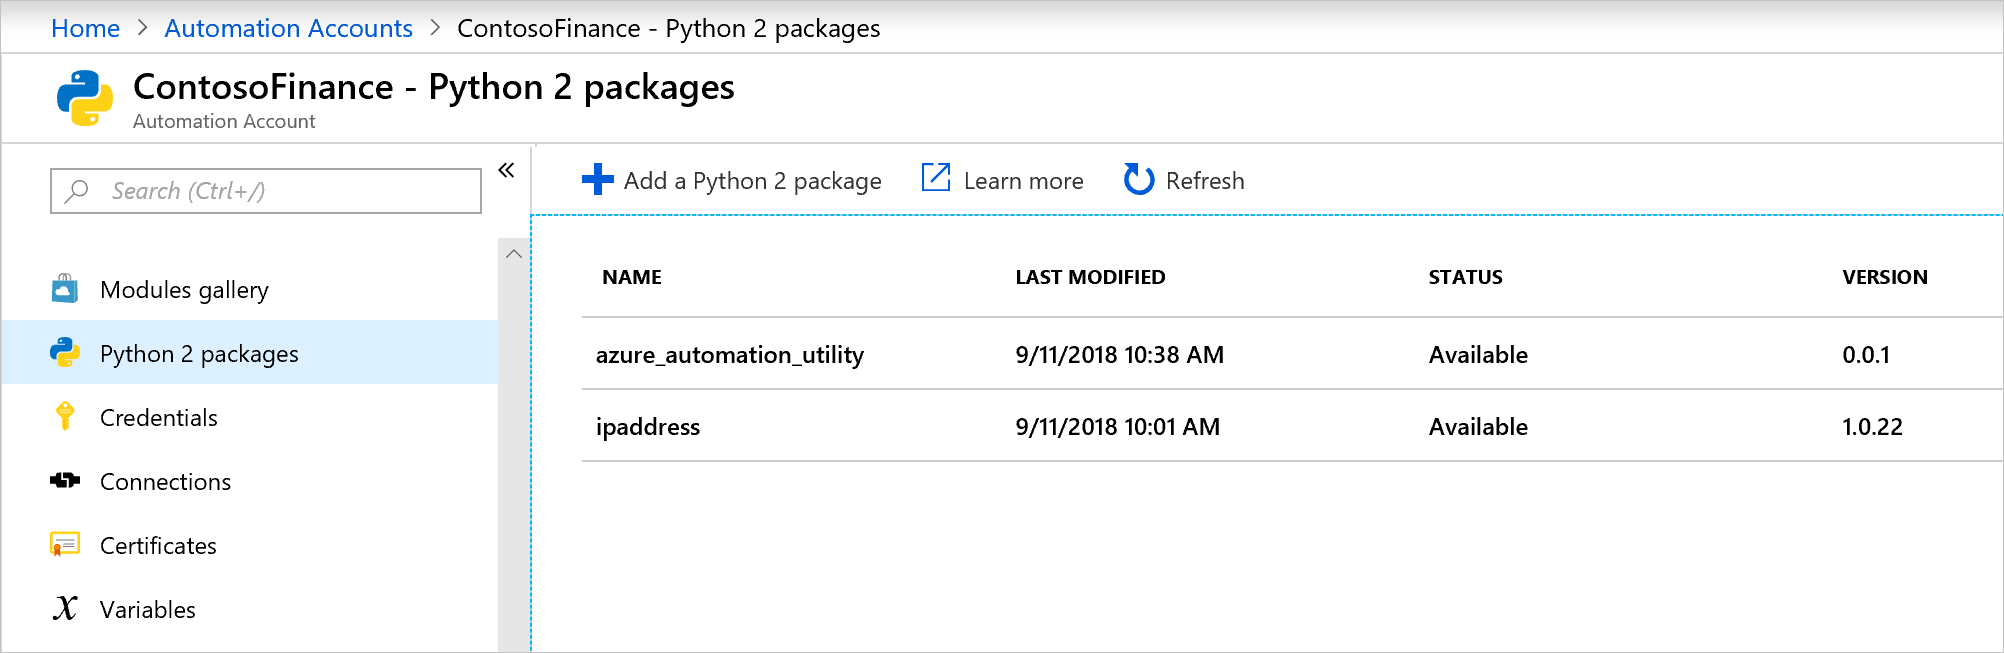 Home > Automation Accounts > ContosoFinance - Python 2 packages
ContosoFinance - Python 2 packages
Automation Account
Search (Ctrl+/)
Modules gallery
Python 2 packages
Credentials
Connections
Certificates
Variables
Add a Python 2 package Learn more Refresh
NAME LAST MODIFIED STATUS VERSION
azure_automation_utility 9/11/2018 10:38 AM Available 0.0.1
ipaddress 9/11/2018 10:01 AM Available 1.0.22